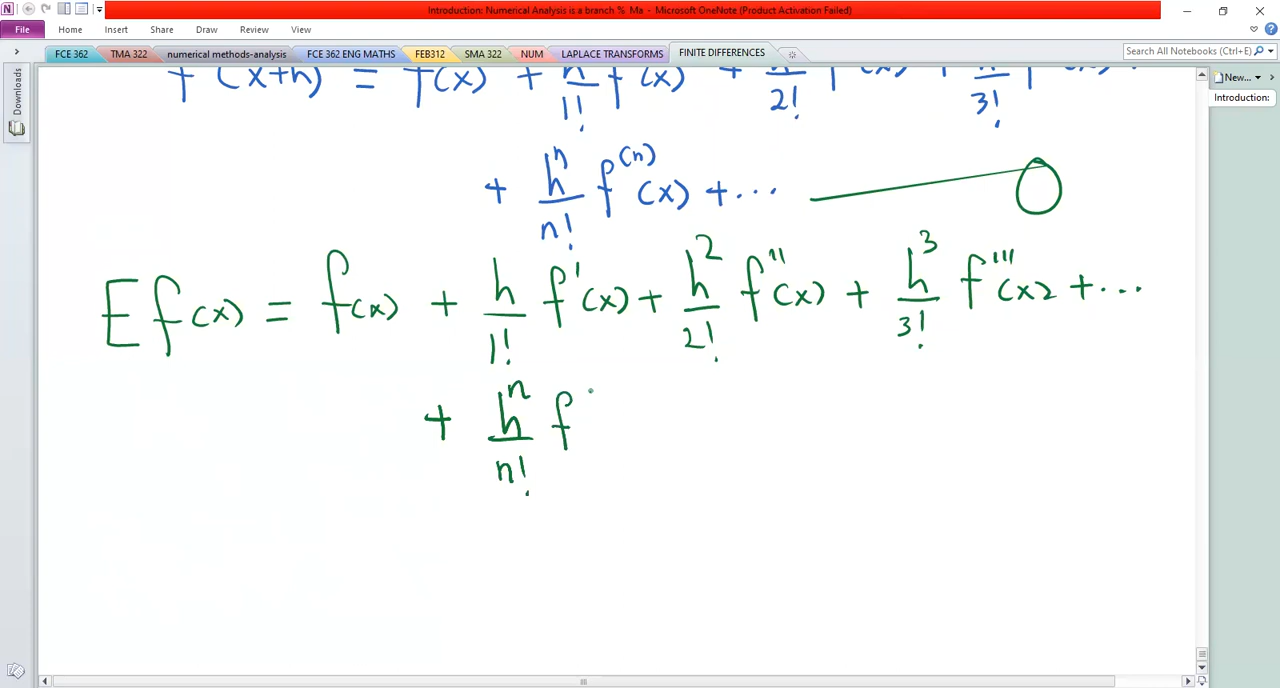 Introduction: Numerical Analysis is a branch % Ma - Microsoft OneNote (Product Activation Failed)
File Home Insert Share Draw Review View
FCE 362 TMA 322 numerical methods-analysis FCE 362 ENG MATHS FEB312 SMA 322 NUM LAPLACE TRANSFORMS FINITE DIFFERENCES Search All Notebooks (Ctrl+E)
Downloads
New...
Introduction:
f(x+h) = f(x) + h/1! f'(x) + h²/2! f''(x) + h³/3! f'''(x)
+ hⁿ/n! f⁽ⁿ⁾(x) + ...
E f(x) = f(x) + h/1! f'(x) + h²/2! f''(x) + h³/3! f'''(x) + ...
+ hⁿ/n! f